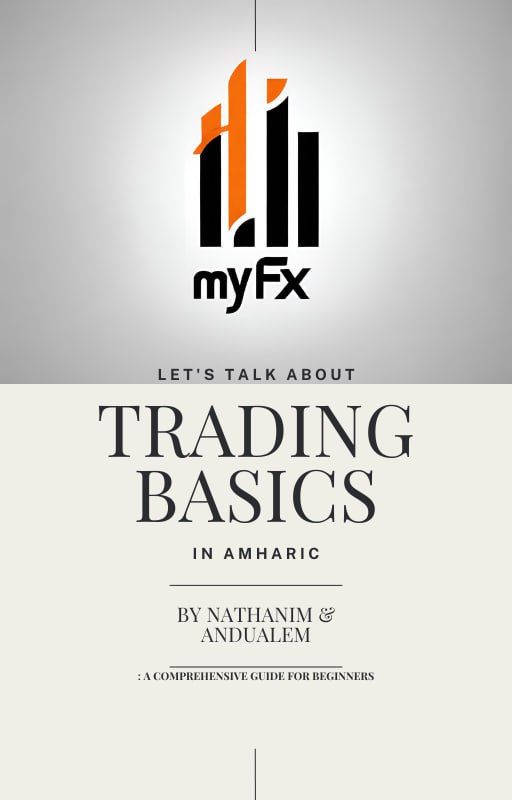 myFx
LET'S TALK ABOUT
TRADING
BASICS
IN AMHARIC
BY NATHANIM &
ANDUALEM
: A COMPREHENSIVE GUIDE FOR BEGINNERS